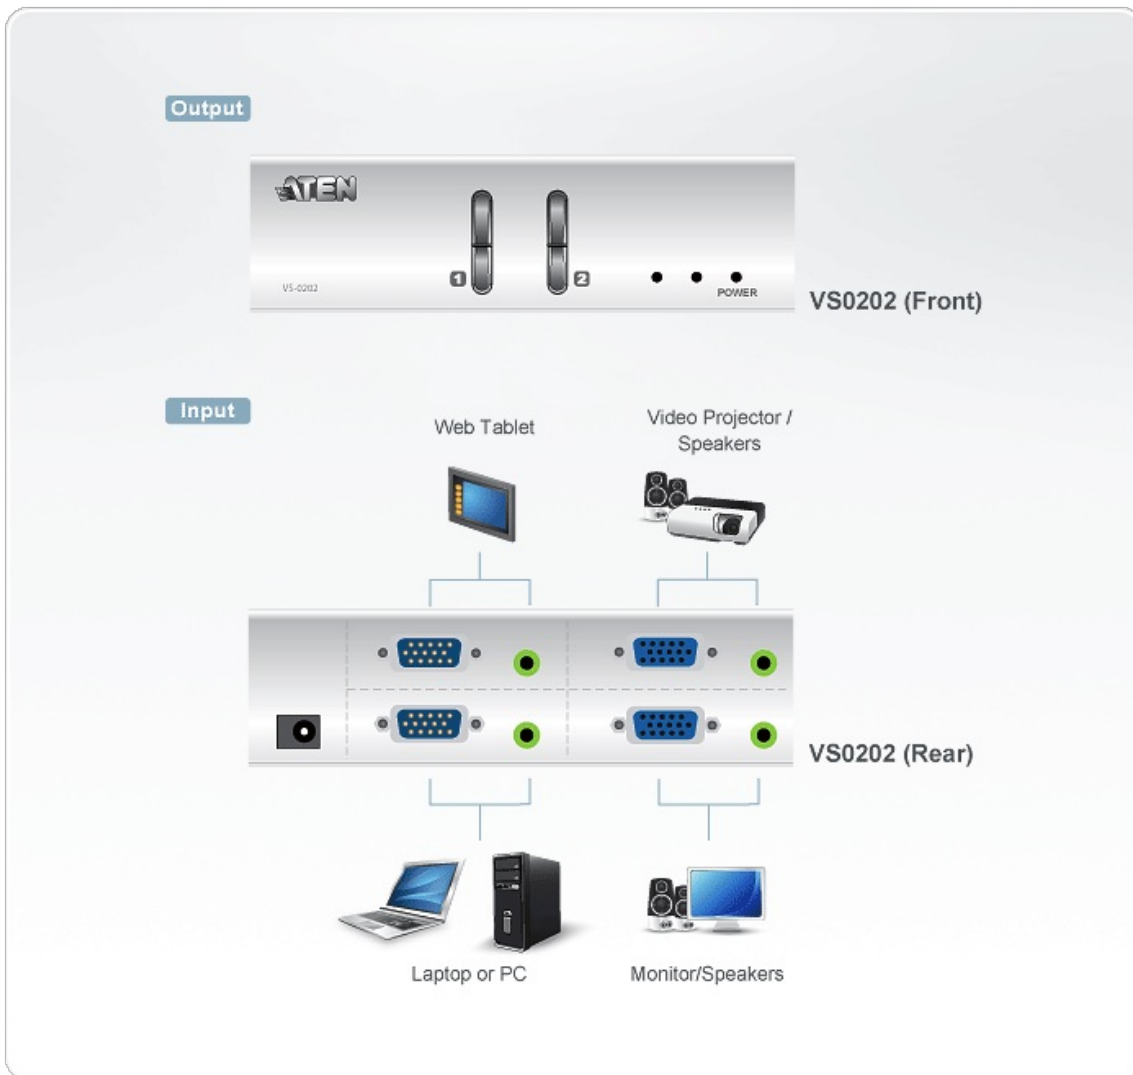 Output
ATEN
1
2
VS-0202
POWER
VS0202 (Front)
Input
Web Tablet
Video Projector /
Speakers
VS0202 (Rear)
Laptop or PC
Monitor/Speakers